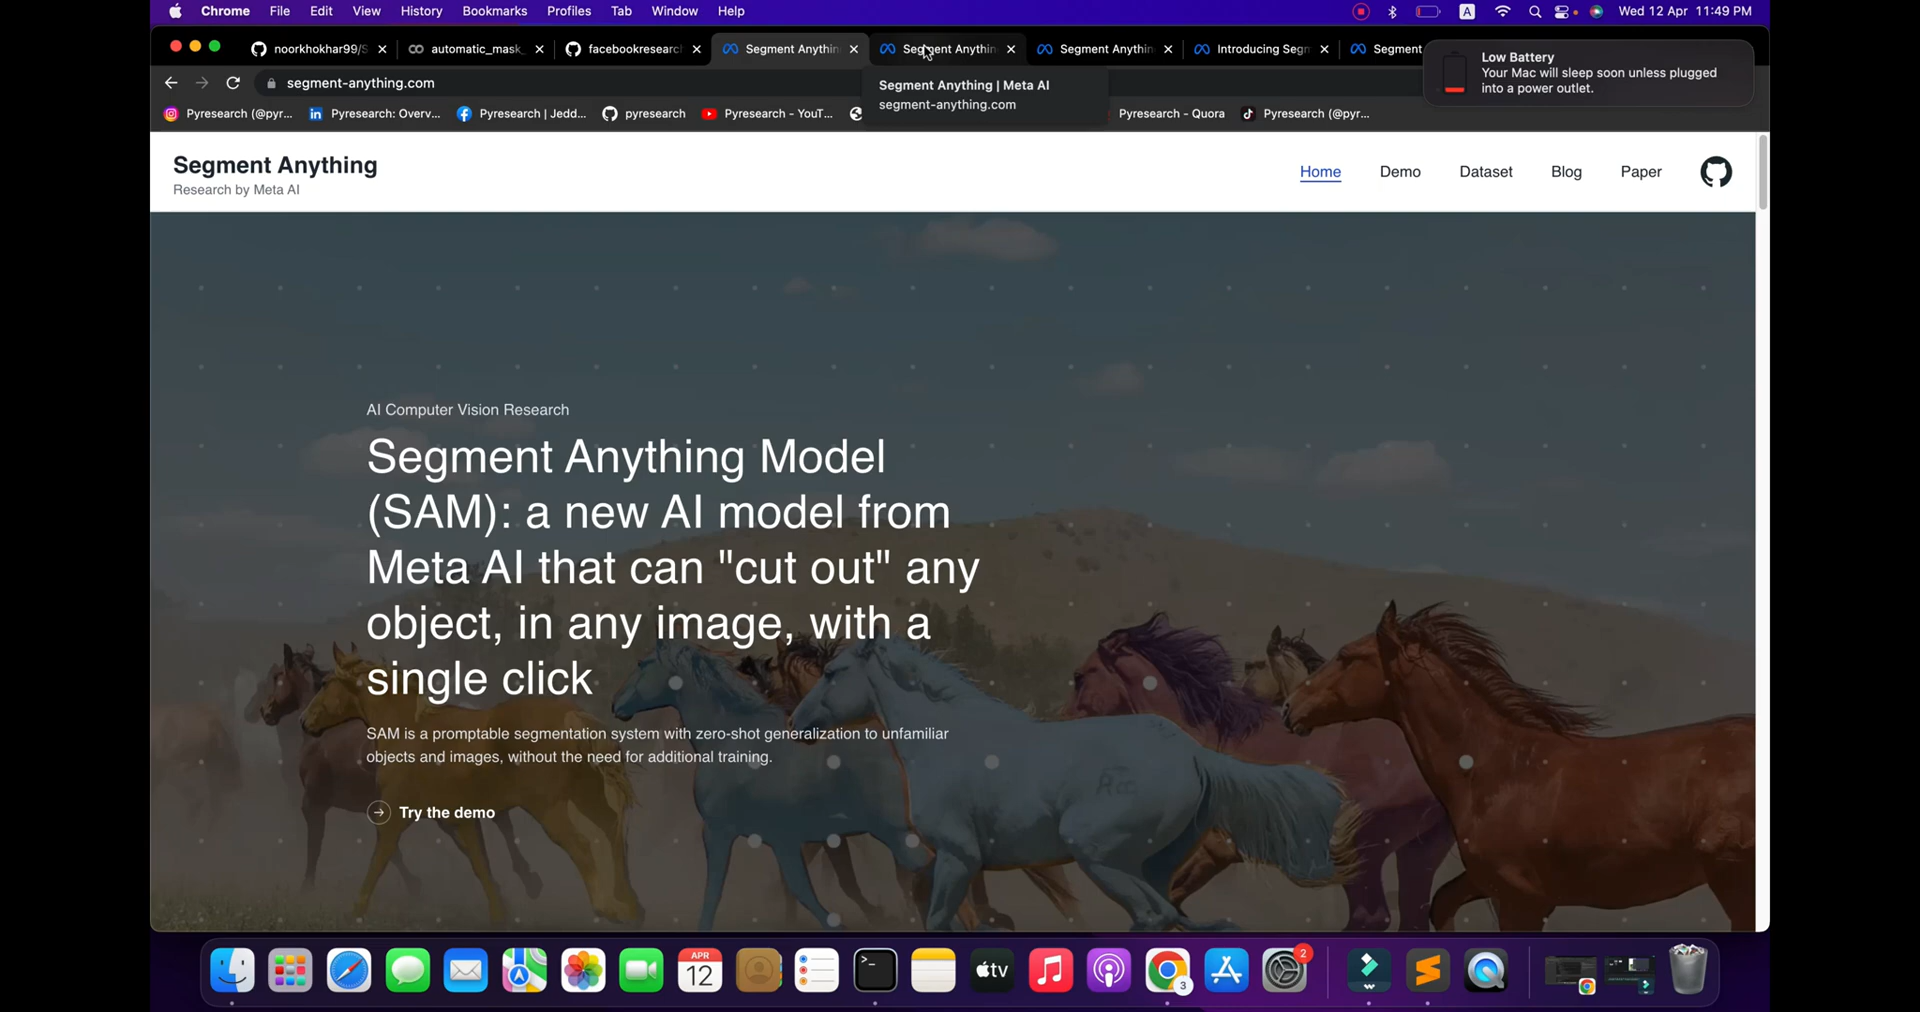 Chrome File Edit View History Bookmarks Profiles Tab Window Help
A Wed 12 Apr 11:49 PM
noorkhokhar99/S
automatic_mask_
facebookresearch
Segment Anythin
Segment Anythin
Segment Anythin
Introducing Segm
Segment
segment-anything.com
Segment Anything | Meta AI
segment-anything.com
Low Battery
Your Mac will sleep soon unless plugged
into a power outlet.
Pyresearch (@pyr... Pyresearch: Overv... Pyresearch | Jedd... pyresearch Pyresearch - YouT... Pyresearch - Quora Pyresearch (@pyr...
Segment Anything
Research by Meta AI
Home Demo Dataset Blog Paper
AI Computer Vision Research
Segment Anything Model
(SAM): a new AI model from
Meta AI that can "cut out" any
object, in any image, with a
single click
SAM is a promptable segmentation system with zero-shot generalization to unfamiliar
objects and images, without the need for additional training.
Try the demo
APR
12
tv
2
3